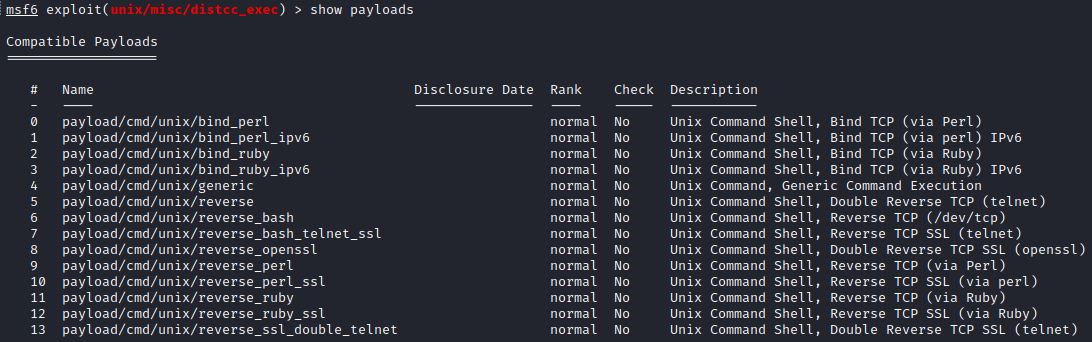 msf6 exploit(unix/misc/distcc_exec) > show payloads
Compatible Payloads
===================
# Name Disclosure Date Rank Check Description
- ---- --------------- ---- ----- -----------
0 payload/cmd/unix/bind_perl normal No Unix Command Shell, Bind TCP (via Perl)
1 payload/cmd/unix/bind_perl_ipv6 normal No Unix Command Shell, Bind TCP (via perl) IPv6
2 payload/cmd/unix/bind_ruby normal No Unix Command Shell, Bind TCP (via Ruby)
3 payload/cmd/unix/bind_ruby_ipv6 normal No Unix Command Shell, Bind TCP (via Ruby) IPv6
4 payload/cmd/unix/generic normal No Unix Command, Generic Command Execution
5 payload/cmd/unix/reverse normal No Unix Command Shell, Double Reverse TCP (telnet)
6 payload/cmd/unix/reverse_bash normal No Unix Command Shell, Reverse TCP (/dev/tcp)
7 payload/cmd/unix/reverse_bash_telnet_ssl normal No Unix Command Shell, Reverse TCP SSL (telnet)
8 payload/cmd/unix/reverse_openssl normal No Unix Command Shell, Double Reverse TCP SSL (openssl)
9 payload/cmd/unix/reverse_perl normal No Unix Command Shell, Reverse TCP (via Perl)
10 payload/cmd/unix/reverse_perl_ssl normal No Unix Command Shell, Reverse TCP SSL (via perl)
11 payload/cmd/unix/reverse_ruby normal No Unix Command Shell, Reverse TCP (via Ruby)
12 payload/cmd/unix/reverse_ruby_ssl normal No Unix Command Shell, Reverse TCP SSL (via Ruby)
13 payload/cmd/unix/reverse_ssl_double_telnet normal No Unix Command Shell, Double Reverse TCP SSL (telnet)